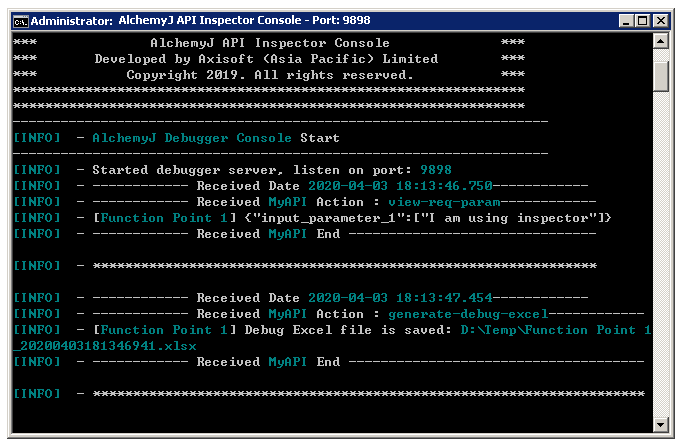 Administrator: AlchemyJ API Inspector Console - Port: 9898
*** AlchemyJ API Inspector Console ***
*** Developed by Axisoft (Asia Pacific) Limited ***
*** Copyright 2019. All rights reserved. ***
****************************************************************
****************************************************************
-------------------------------------------------------------------
[INFO] - AlchemyJ Debugger Console Start
-------------------------------------------------------------------
[INFO] - Started debugger server, listen on port: 9898
[INFO] - ------------ Received Date 2020-04-03 18:13:46.750------------
[INFO] - ------------ Received MyAPI Action : view-req-param------------
[INFO] - [Function Point 1] {"input_parameter_1":["I am using inspector"]}
[INFO] - ------------ Received MyAPI End -------------------------------
[INFO] - ***************************************************************
[INFO] - ------------ Received Date 2020-04-03 18:13:47.454------------
[INFO] - ------------ Received MyAPI Action : generate-debug-excel------------
[INFO] - [Function Point 1] Debug Excel file is saved: D:\Temp\Function Point 1
_20200403181346941.xlsx
[INFO] - ------------ Received MyAPI End -------------------------------------
[INFO] - *********************************************************************